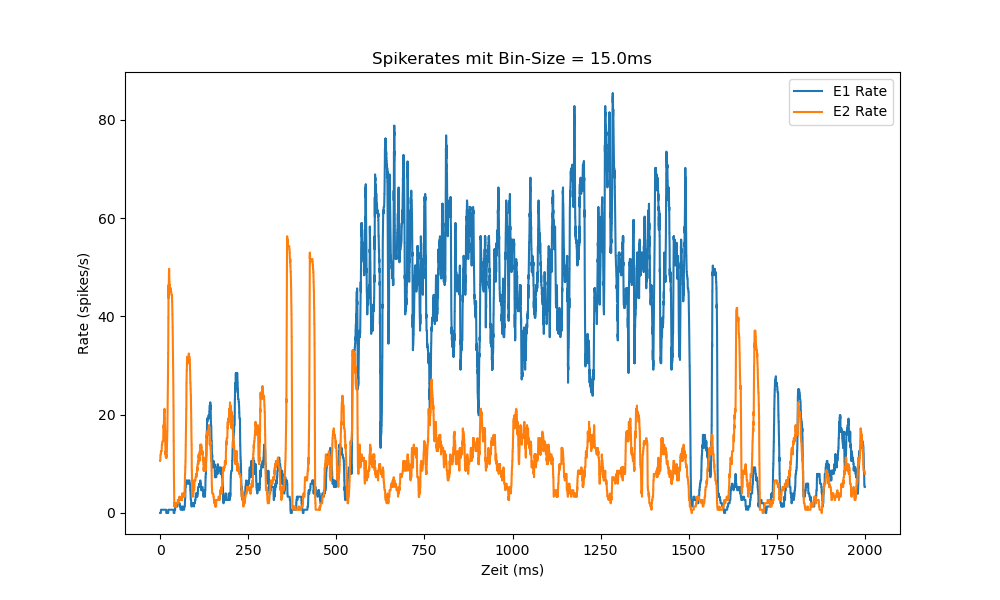 Spikerates mit Bin-Size = 15.0ms
E1 Rate
E2 Rate
Rate (spikes/s)
80
60
40
20
0
0 250 500 750 1000 1250 1500 1750 2000
Zeit (ms)